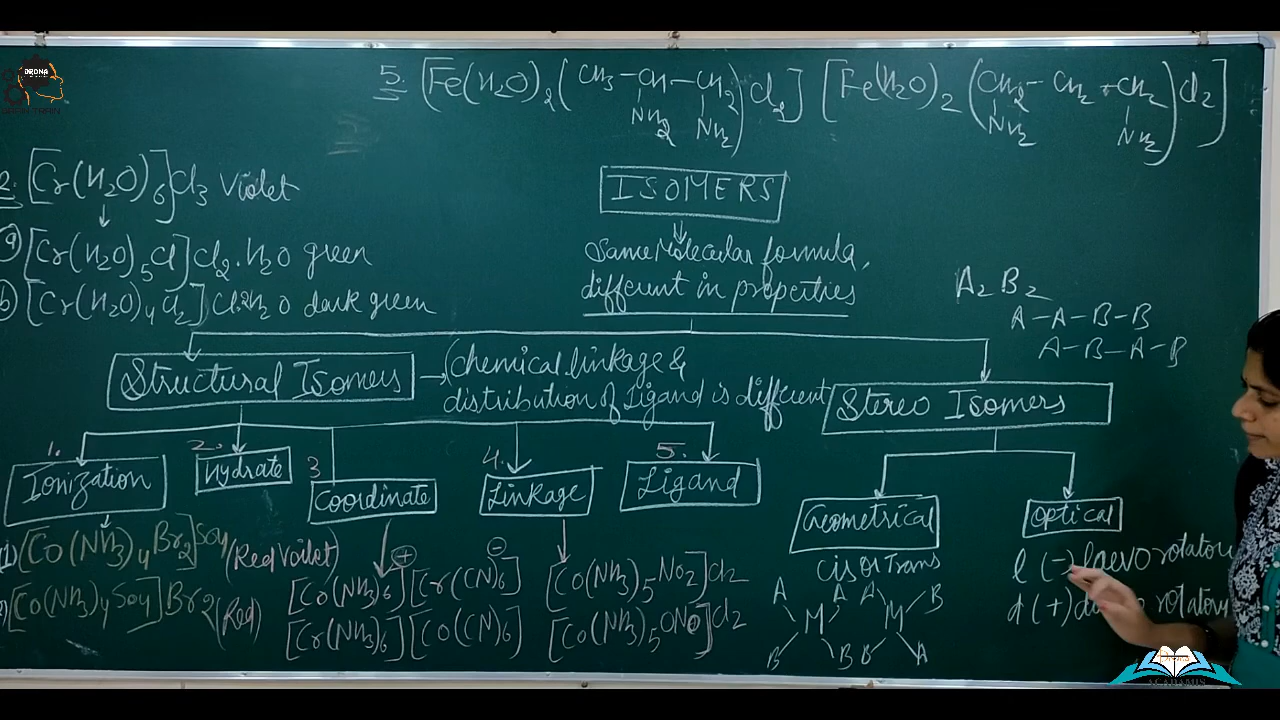 DRONA
5. [Fe(H2O)2(CH3-CH-CH2)Cl2] [Fe(H2O)2(CH2-CH2+CH2)Cl2]
NH2 NH2 NH2 NH2
2. [Cr(H2O)6]Cl3 Violet
a) [Cr(H2O)5Cl]Cl2.H2O green
b) [Cr(H2O)4Cl2]Cl.2H2O dark green
ISOMERS
Same Molecular formula,
different in properties
A2B2
A-A-B-B
A-B-A-B
Structural Isomers → (chemical linkage &
distribution of Ligand is different
Stereo Isomers
1. Ionization
2. Hydrate
3 Coordinate
4. Linkage
5. Ligand
Geometrical
cis or Trans
Optical
l (-) laevo rotatory
d (+)
rotatory
[Co(NH3)4Br2]SO4 (Red Voilet)
[Co(NH3)4SO4]Br2 (Red)
+ -
[Co(NH3)6][Cr(CN)6]
[Cr(NH3)6][Co(CN)6]
[Co(NH3)5NO2]Cl2
[Co(NH3)5ONO]Cl2
A A
M
B B
A B
M
B A